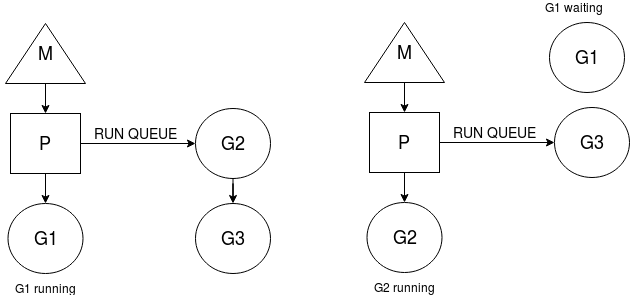 M
P
RUN QUEUE
G2
G1
G3
G1 running
G1 waiting
M
G1
P
RUN QUEUE
G3
G2
G2 running